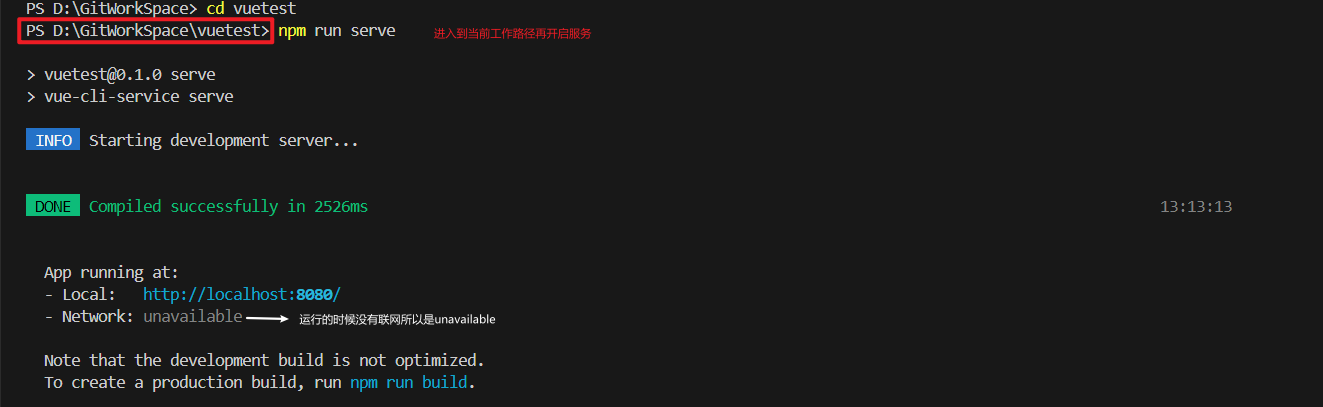 PS D:\GitWorkSpace> cd vuetest
PS D:\GitWorkSpace\vuetest> npm run serve 进入到当前工作路径再开启服务
> vuetest@0.1.0 serve
> vue-cli-service serve
INFO Starting development server...
DONE Compiled successfully in 2526ms 13:13:13
App running at:
- Local: http://localhost:8080/
- Network: unavailable 运行的时候没有联网所以是unavailable
Note that the development build is not optimized.
To create a production build, run npm run build.